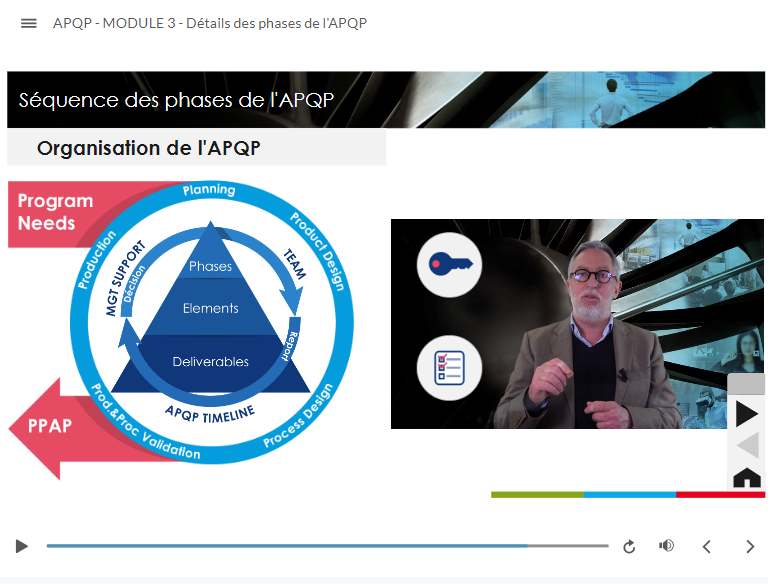 APQP - MODULE 3 - Détails des phases de l'APQP
Séquence des phases de l'APQP
Organisation de l'APQP
Program
Needs
Planning
Product Design
Process Design
Prod.&Proc Validation
Production
MGT SUPPORT
Decision
TEAM
Report
APQP TIMELINE
Phases
Elements
Deliverables
PPAP